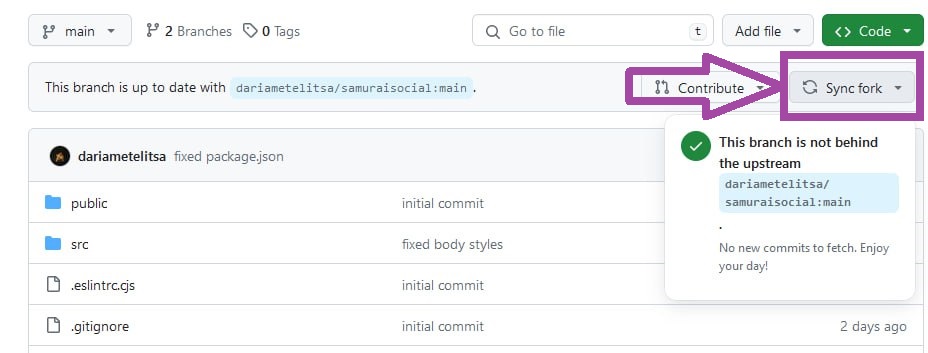 main
2 Branches
0 Tags
Go to file
t
Add file
Code
This branch is up to date with dariametelitsa/samuraisocial:main .
Contribute
Sync fork
This branch is not behind
the upstream
dariametelitsa/
samuraisocial:main
.
No new commits to fetch. Enjoy
your day!
dariametelitsa fixed package.json
public initial commit
src fixed body styles
.eslintrc.cjs initial commit
.gitignore initial commit 2 days ago